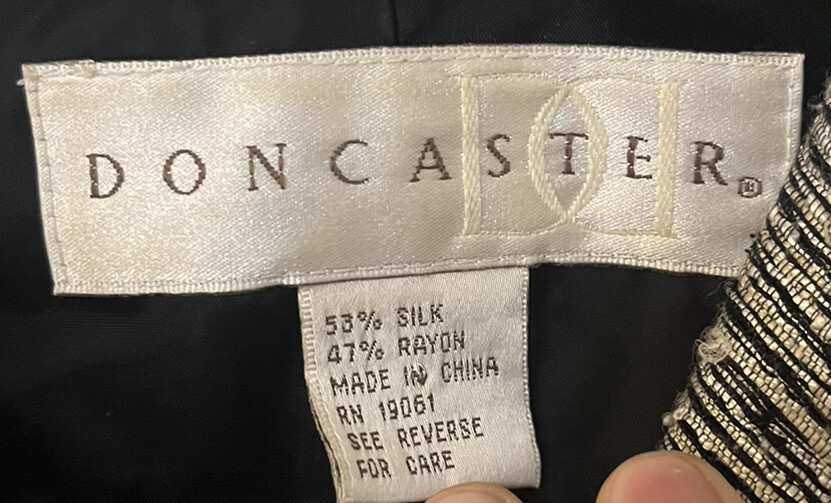 DONCASTER®
53% SILK
47% RAYON
MADE IN CHINA
RN 19061
SEE REVERSE
FOR CARE